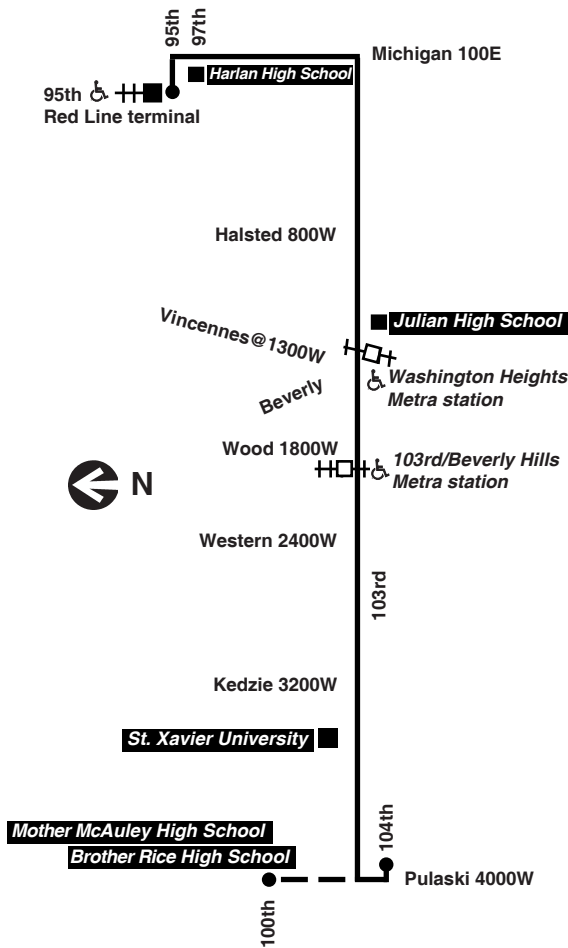 95th
97th
Michigan 100E
Harlan High School
95th
Red Line terminal
Halsted 800W
Julian High School
Vincennes@1300W
Washington Heights
Metra station
Beverly
Wood 1800W
103rd/Beverly Hills
Metra station
N
Western 2400W
103rd
Kedzie 3200W
St. Xavier University
Mother McAuley High School
Brother Rice High School
104th
Pulaski 4000W
100th